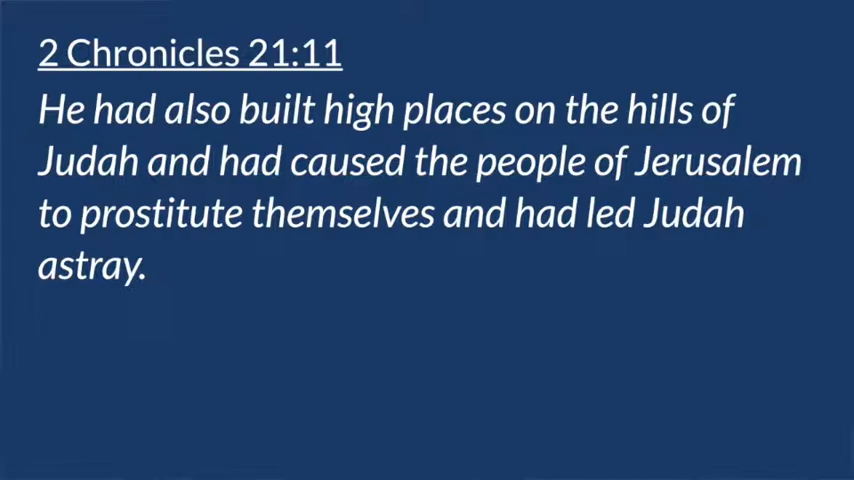 2 Chronicles 21:11
He had also built high places on the hills of
Judah and had caused the people of Jerusalem
to prostitute themselves and had led Judah
astray.